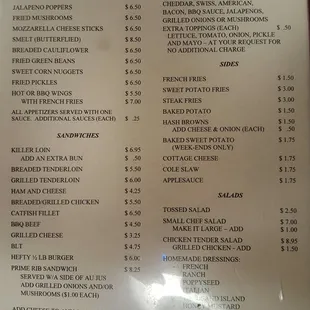 JALAPENO POPPERS $ 6.50
FRIED MUSHROOMS $ 6.50
MOZZARELLA CHEESE STICKS $ 6.50
SMELT (BUTTERFLIED) $ 8.50
BREADED CAULIFLOWER $ 6.50
FRIED GREEN BEANS $ 6.50
SWEET CORN NUGGETS $ 6.50
FRIED PICKLES $ 6.50
HOT OR BBQ WINGS $ 5.50
WITH FRENCH FRIES $ 7.00
ALL APPETIZERS SERVED WITH ONE
SAUCE. ADDITIONAL SAUCES (EACH) $ .25
SANDWICHES
KILLER LOIN $ 6.95
ADD AN EXTRA BUN $ .50
BREADED TENDERLOIN $ 5.50
GRILLED TENDERLOIN $ 6.00
HAM AND CHEESE $ 4.25
BREADED/GRILLED CHICKEN $ 5.50
CATFISH FILLET $ 6.50
BBQ BEEF $ 4.50
GRILLED CHEESE $ 3.25
BLT $ 4.75
HEFTY ½ LB BURGER $ 6.00
PRIME RIB SANDWICH $ 8.25
SERVED W/A SIDE OF AU JUS
ADD GRILLED ONIONS AND/OR
MUSHROOMS ($1.00 EACH)
CHEDDAR, SWISS, AMERICAN,
BACON, BBQ SAUCE, JALAPENOS,
GRILLED ONIONS OR MUSHROOMS
EXTRA TOPPINGS (EACH) $ .50
LETTUCE, TOMATO, ONION, PICKLE
AND MAYO – AT YOUR REQUEST FOR
NO ADDITIONAL CHARGE
SIDES
FRENCH FRIES $ 1.50
SWEET POTATO FRIES $ 3.00
STEAK FRIES $ 3.00
BAKED POTATO $ 1.50
HASH BROWNS $ 1.50
ADD CHEESE & ONION (EACH) $ .50
BAKED SWEET POTATO $ 1.75
(WEEK-ENDS ONLY)
COTTAGE CHEESE $ 1.75
COLE SLAW $ 1.75
APPLESAUCE $ 1.75
SALADS
TOSSED SALAD $ 2.50
SMALL CHEF SALAD $ 7.00
MAKE IT LARGE – ADD $ 1.00
CHICKEN TENDER SALAD $ 8.95
GRILLED CHICKEN – ADD $ 1.50
HOMEMADE DRESSINGS:
FRENCH
RANCH
POPPYSEED
ITALIAN
ISLAND
MUSTARD